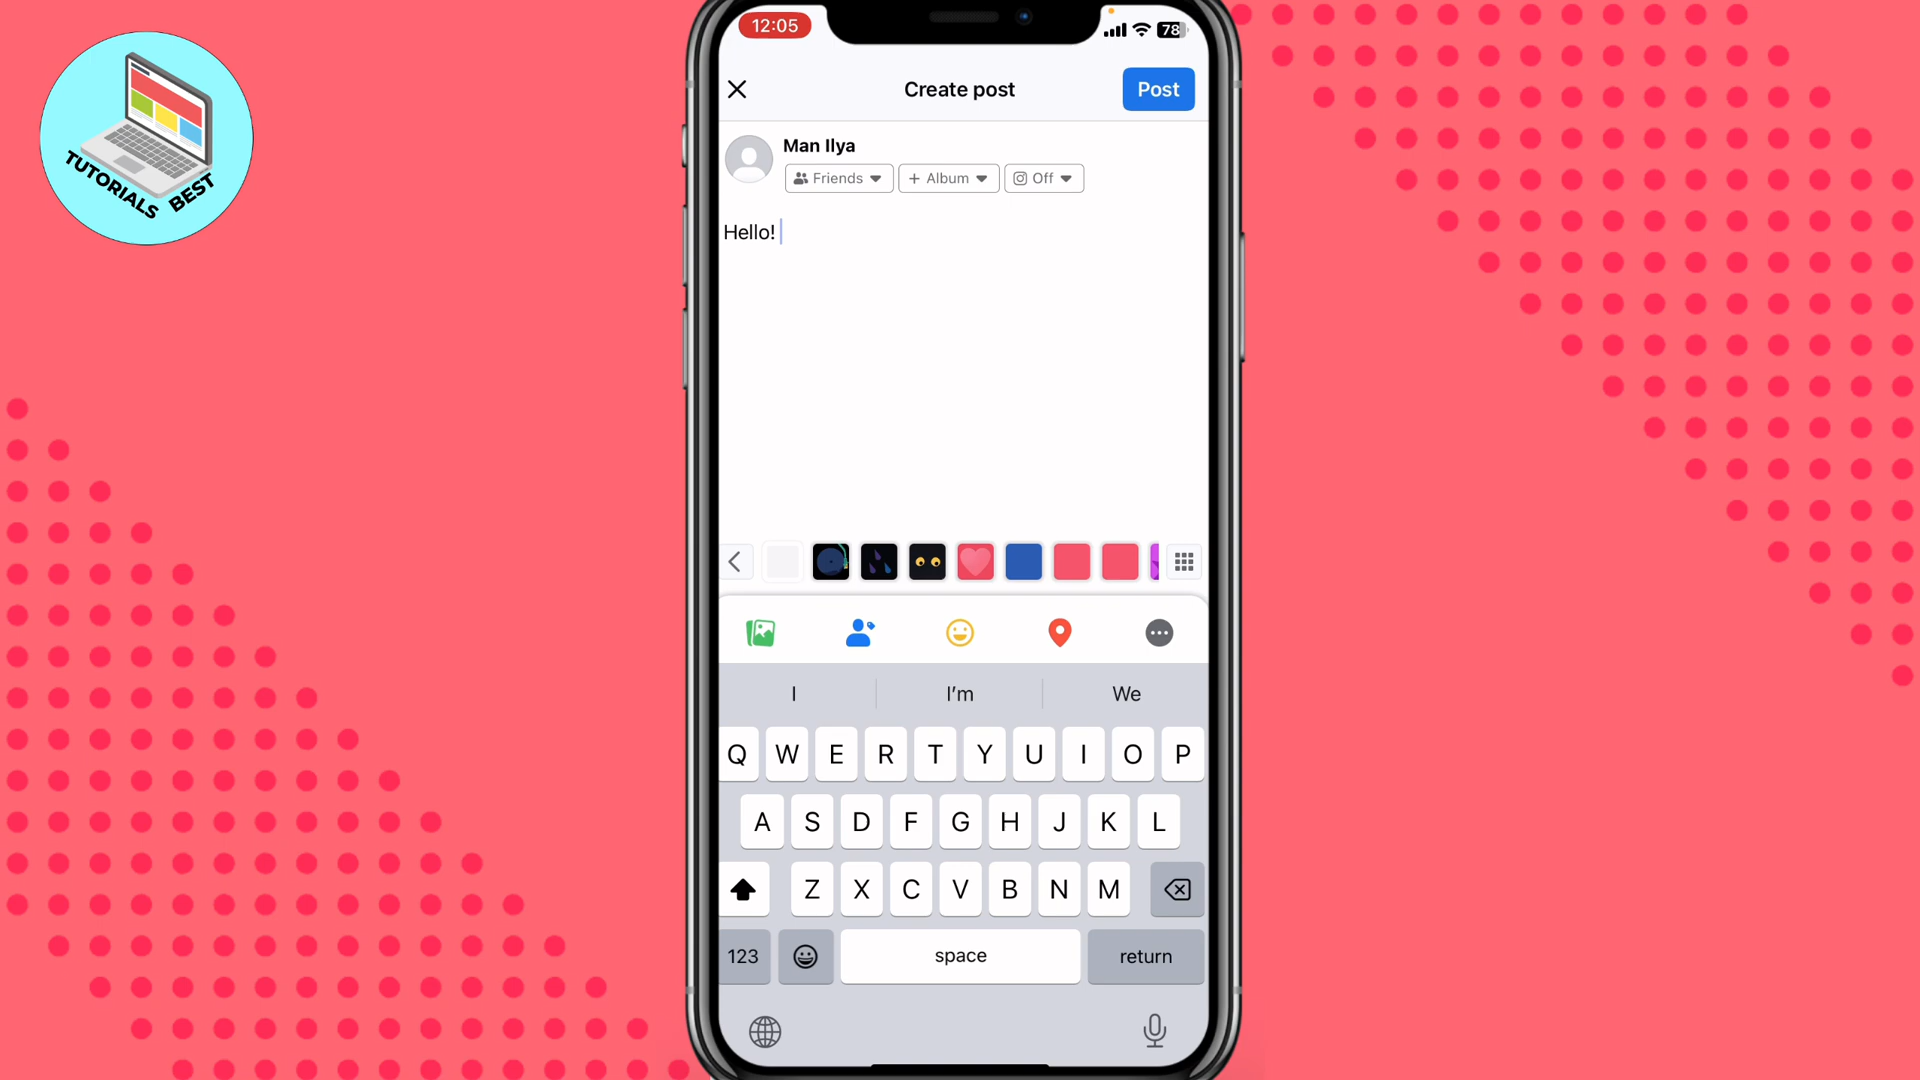 TUTORIALS BEST
12:05
78
Create post
Post
Man Ilya
Friends
+ Album
Off
Hello!
I
I'm
We
Q W E R T Y U I O P
A S D F G H J K L
Z X C V B N M
123
space
return